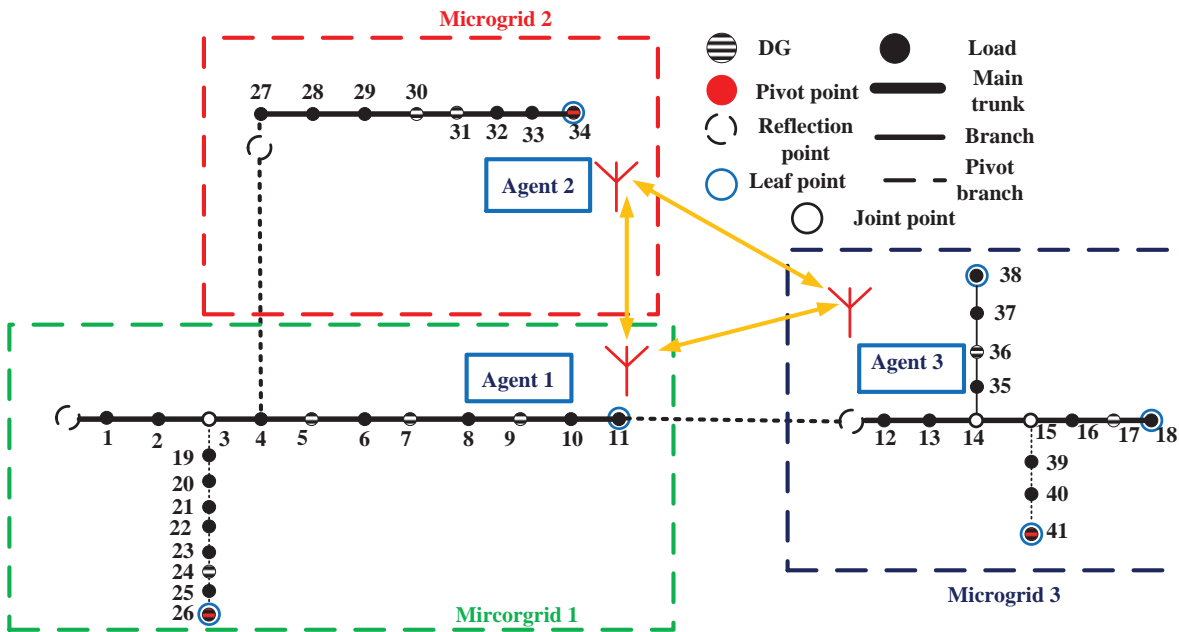 Microgrid 2
DG
Load
Pivot point
Main
trunk
Reflection
point
Branch
Leaf point
Pivot
branch
Joint point
27 28 29 30
31 32 33 34
Agent 2
38
37
36
35
Agent 3
Agent 1
1 2 3 4 5 6 7 8 9 10 11
12 13 14 15 16 17 18
19
20
21
22
23
24
25
26
39
40
41
Mircorgrid 1
Microgrid 3